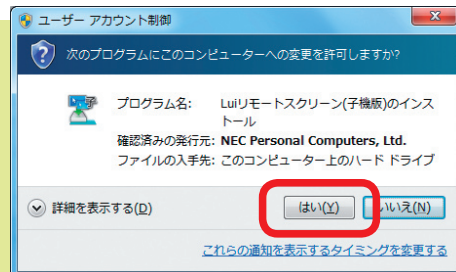 ユーザー アカウント制御
次のプログラムにこのコンピューターへの変更を許可しますか?
プログラム名: Luiリモートスクリーン(子機版)のインス
トール
確認済みの発行元: NEC Personal Computers, Ltd.
ファイルの入手先: このコンピューター上のハード ドライブ
詳細を表示する(D)
はい(Y)
いいえ(N)
これらの通知を表示するタイミングを変更する